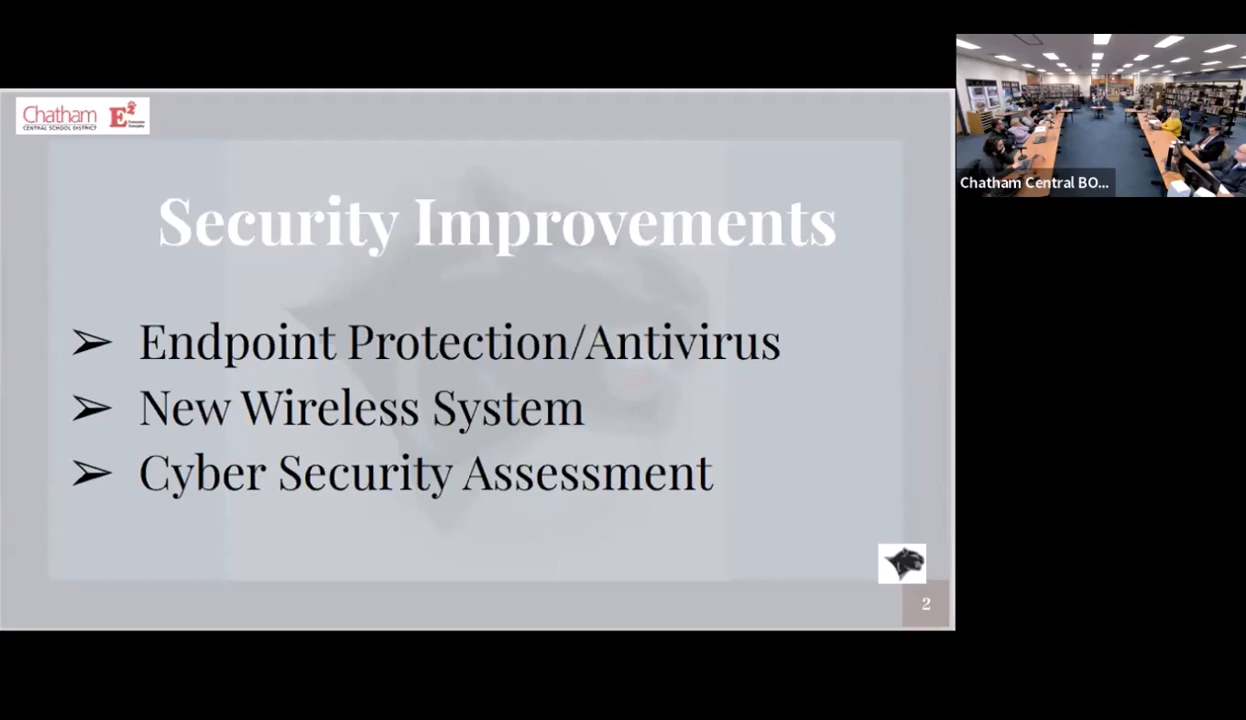 Chatham
CENTRAL SCHOOL DISTRICT
E²
Security Improvements
➢ Endpoint Protection/Antivirus
➢ New Wireless System
➢ Cyber Security Assessment
2
Chatham Central BO...